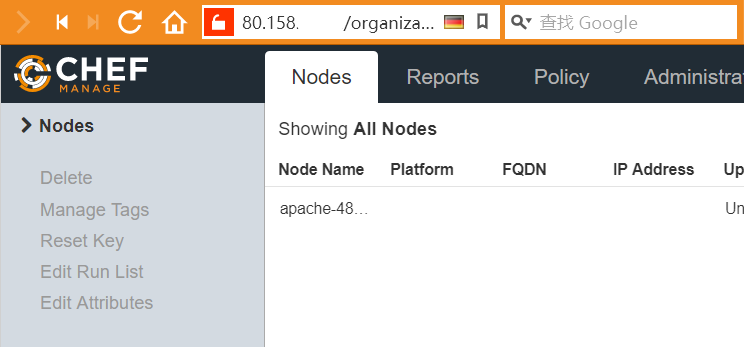 80.158. /organiza...
查找 Google
CHEF
MANAGE
Nodes Reports Policy Administra
Nodes
Delete
Manage Tags
Reset Key
Edit Run List
Edit Attributes
Showing All Nodes
Node Name Platform FQDN IP Address Up
apache-48... Un